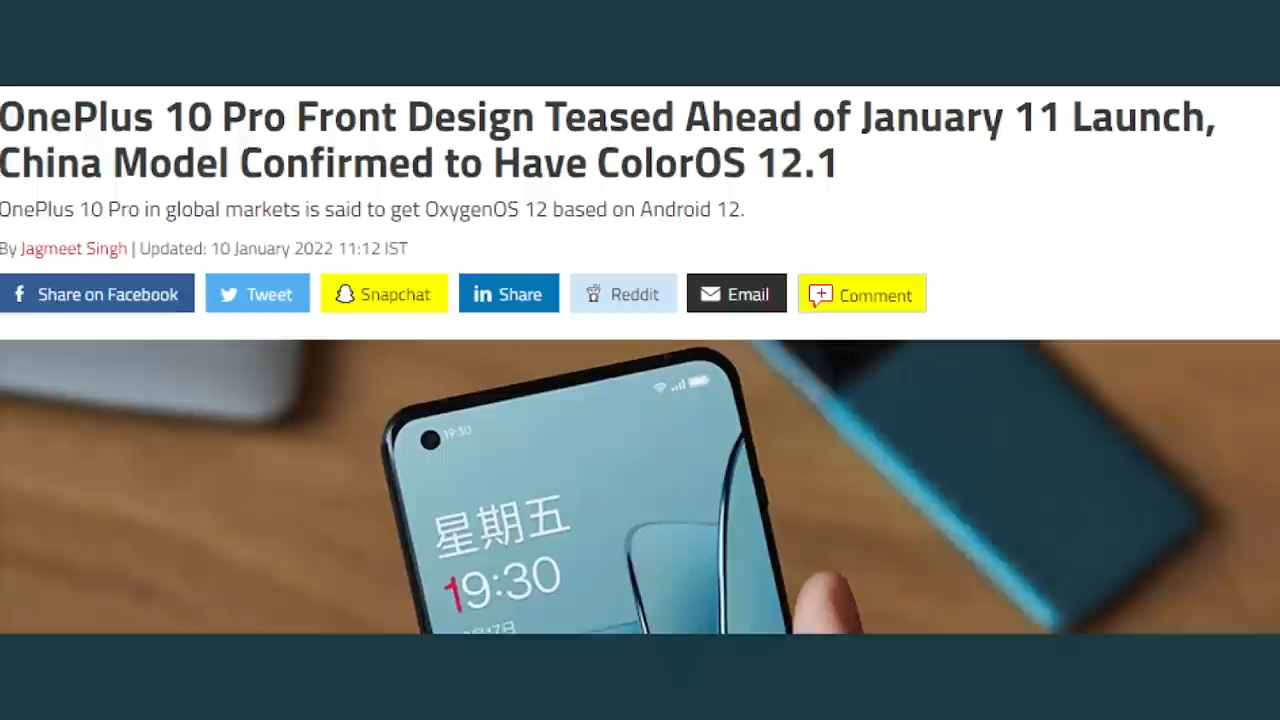 OnePlus 10 Pro Front Design Teased Ahead of January 11 Launch,
China Model Confirmed to Have ColorOS 12.1
OnePlus 10 Pro in global markets is said to get OxygenOS 12 based on Android 12.
By Jagmeet Singh | Updated: 10 January 2022 11:12 IST
Share on Facebook Tweet Snapchat Share Reddit Email Comment
19:30
星期五
19:30